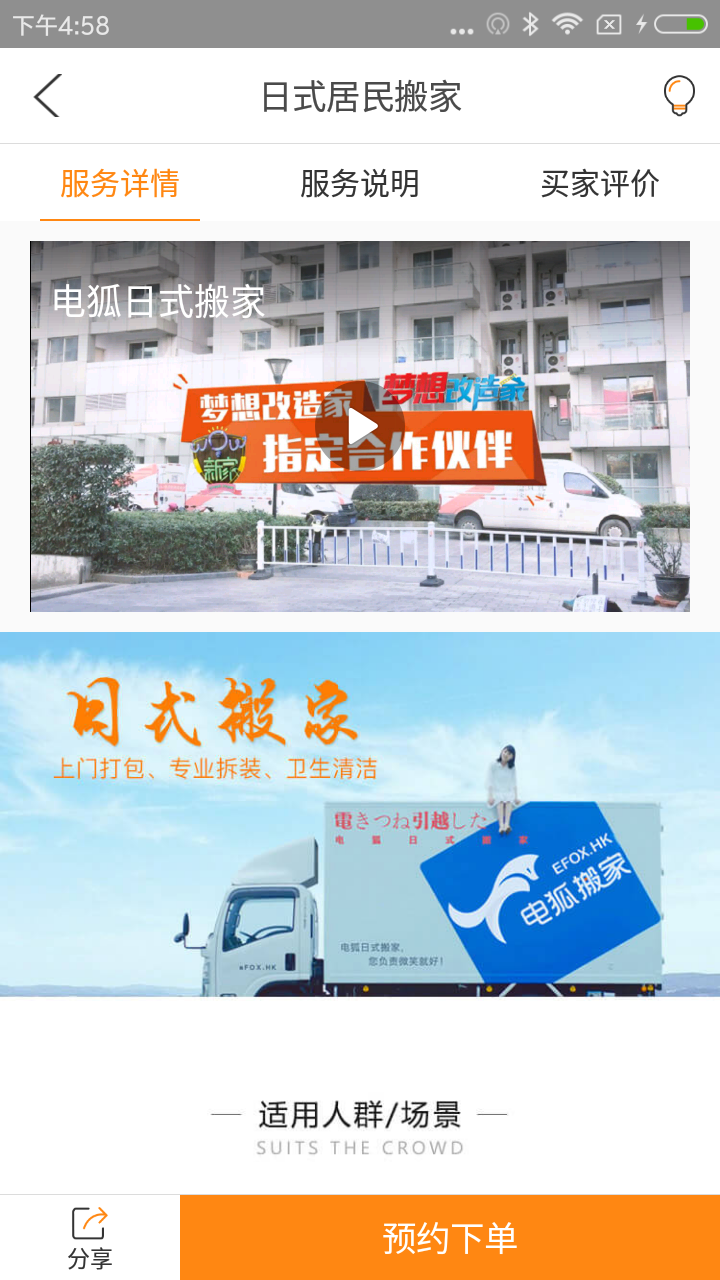 下午4:58
日式居民搬家
服务详情
服务说明
买家评价
电狐日式搬家
梦想改造家
梦想改造家
新家
指定合作伙伴
日式搬家
上门打包、专业拆装、卫生清洁
電きつね引越した
电狐日式搬家
EFOX.HK
电狐搬家
电狐日式搬家,
您负责微笑就好!
eFOX.HK
适用人群/场景
SUITS THE CROWD
分享
预约下单